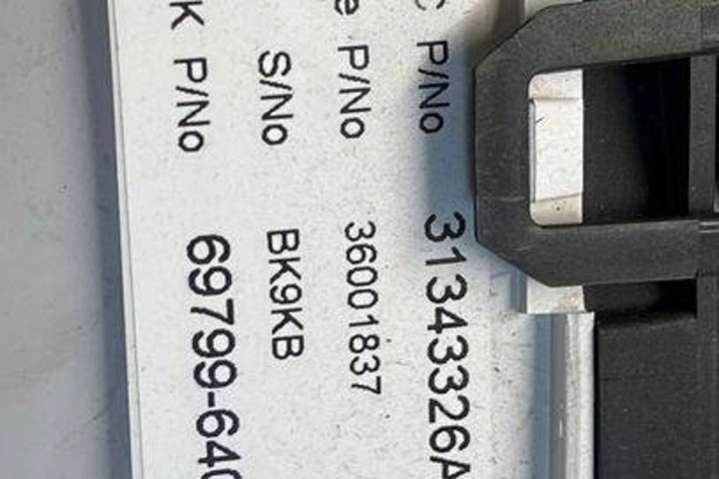 C P/No 31343326A
e P/No 36001837
S/No BK9KB
K P/No 69799-640